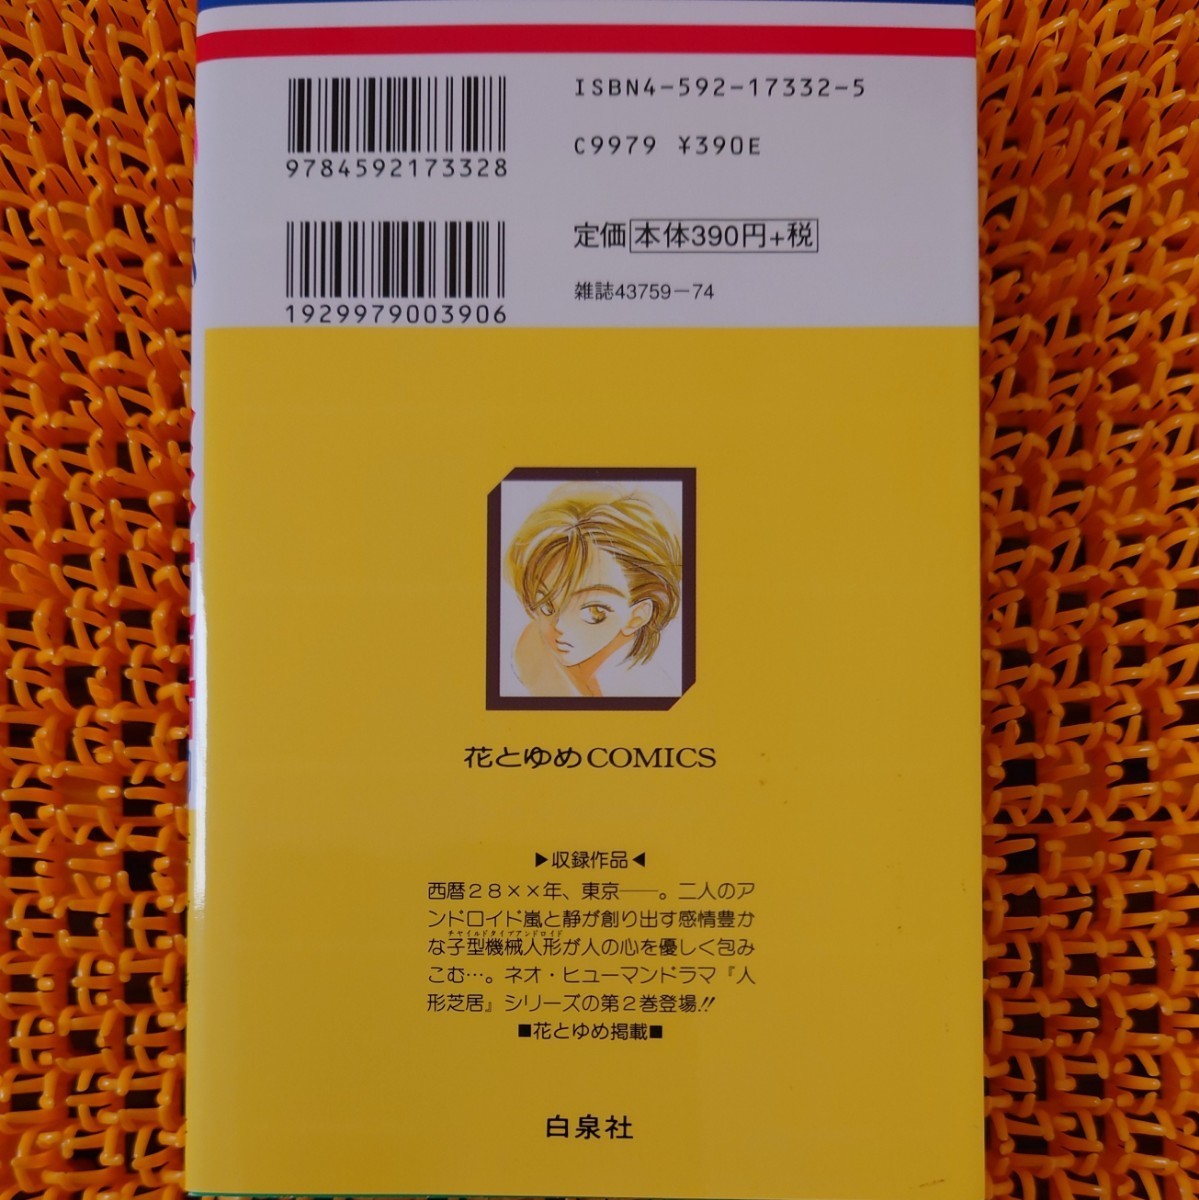 ISBN4-592-17332-5
9784592173328
C9979 ¥390E
定価本体390円+税
1929979003906
雑誌43759-74
花とゆめCOMICS
▶収録作品◀
西暦28××年、東京――。二人のア
ンドロイド嵐と静が創り出す感情豊か
チャイルドタイプアンドロイド
な子型機械人形が人の心を優しく包み
こむ…。ネオ・ヒューマンドラマ『人
形芝居』シリーズの第2巻登場!!
■花とゆめ掲載■
白泉社